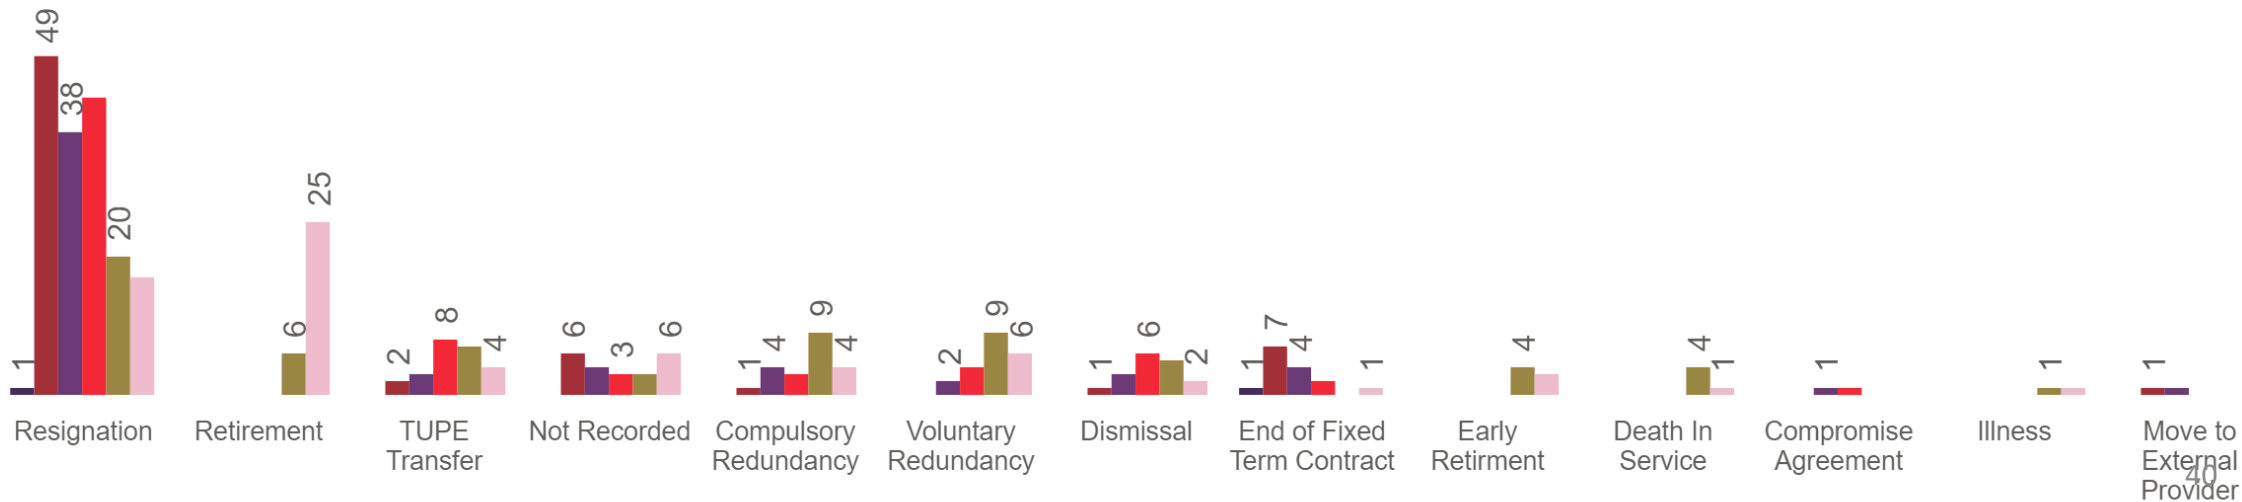 49
38
20
1
25
6
2
8
4
6
3
6
1
4
9
4
2
9
6
1
6
2
1
7
4
1
4
4
1
1
1
1
Resignation
Retirement
TUPE
Transfer
Not Recorded
Compulsory
Redundancy
Voluntary
Redundancy
Dismissal
End of Fixed
Term Contract
Early
Retirment
Death In
Service
Compromise
Agreement
Illness
Move to
External
Provider
40